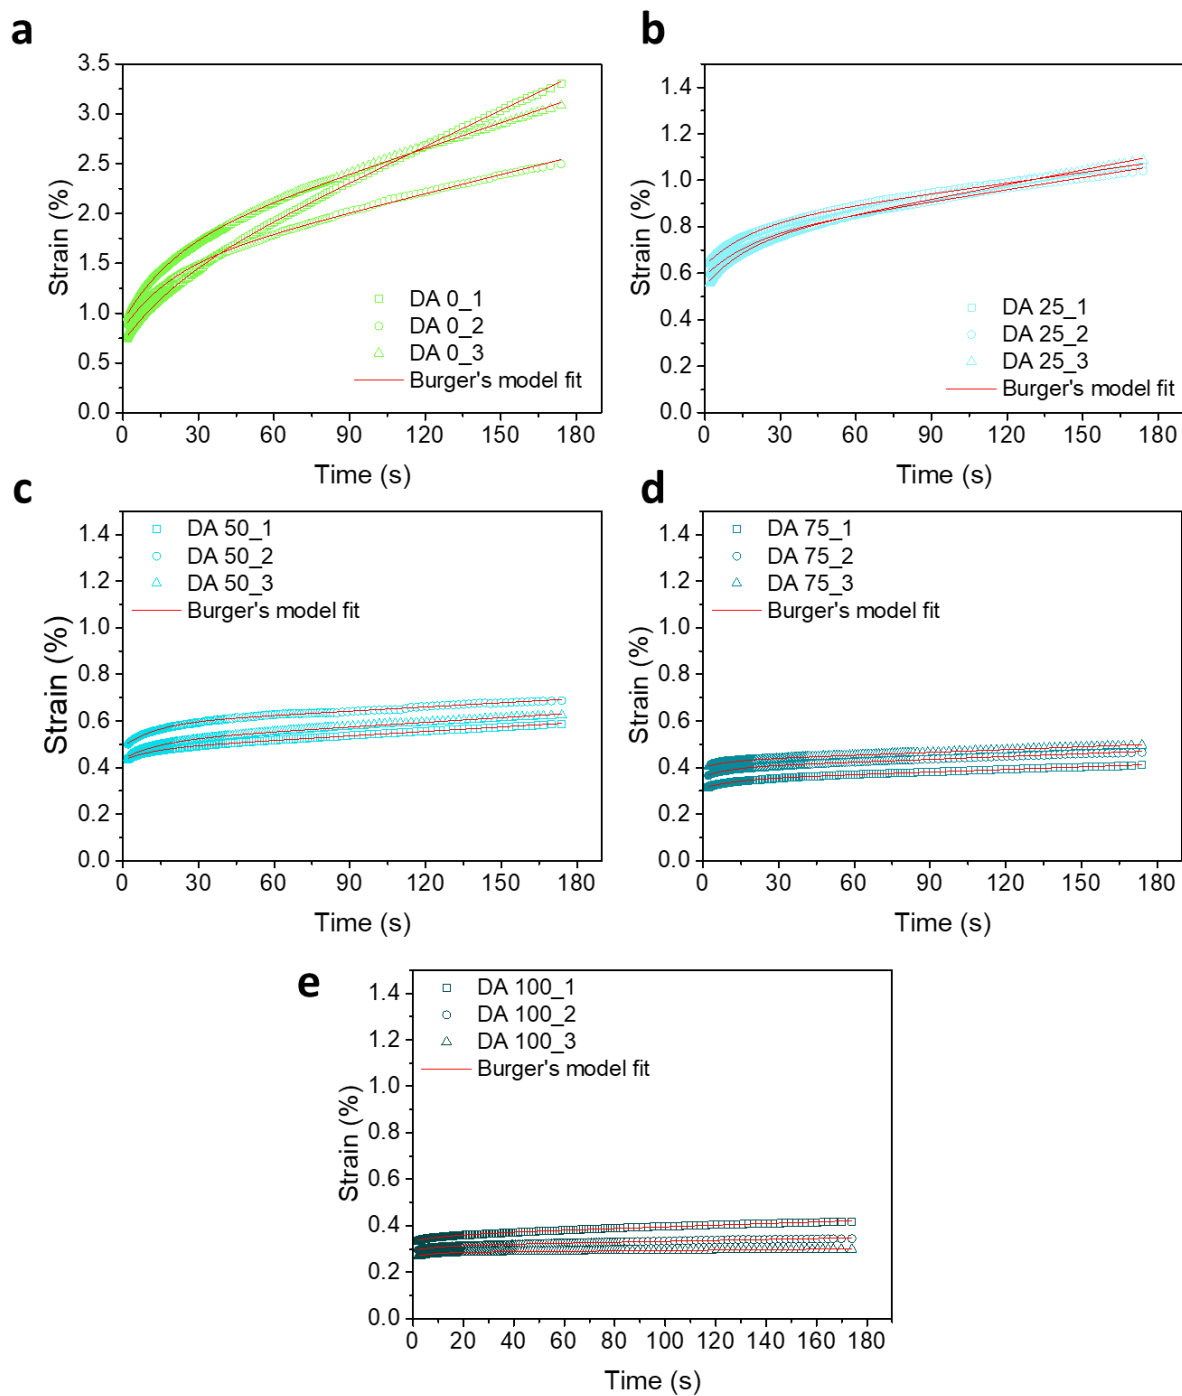 a
3.5
3.0
2.5
2.0
1.5
1.0
0.5
0.0
Strain (%)
DA 0_1
DA 0_2
DA 0_3
Burger's model fit
0 30 60 90 120 150 180
Time (s)
b
1.4
1.2
1.0
0.8
0.6
0.4
0.2
0.0
Strain (%)
DA 25_1
DA 25_2
DA 25_3
Burger's model fit
0 30 60 90 120 150 180
Time (s)
c
1.4
1.2
1.0
0.8
0.6
0.4
0.2
0.0
Strain (%)
DA 50_1
DA 50_2
DA 50_3
Burger's model fit
0 30 60 90 120 150 180
Time (s)
d
1.4
1.2
1.0
0.8
0.6
0.4
0.2
0.0
Strain (%)
DA 75_1
DA 75_2
DA 75_3
Burger's model fit
0 30 60 90 120 150 180
Time (s)
e
1.4
1.2
1.0
0.8
0.6
0.4
0.2
0.0
Strain (%)
DA 100_1
DA 100_2
DA 100_3
Burger's model fit
0 20 40 60 80 100 120 140 160 180
Time (s)